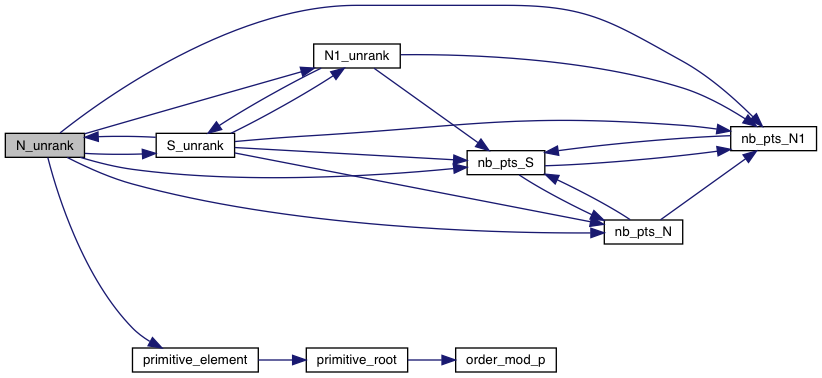 N1_unrank
nb_pts_N1
N_unrank
S_unrank
nb_pts_S
nb_pts_N
primitive_element
primitive_root
order_mod_p